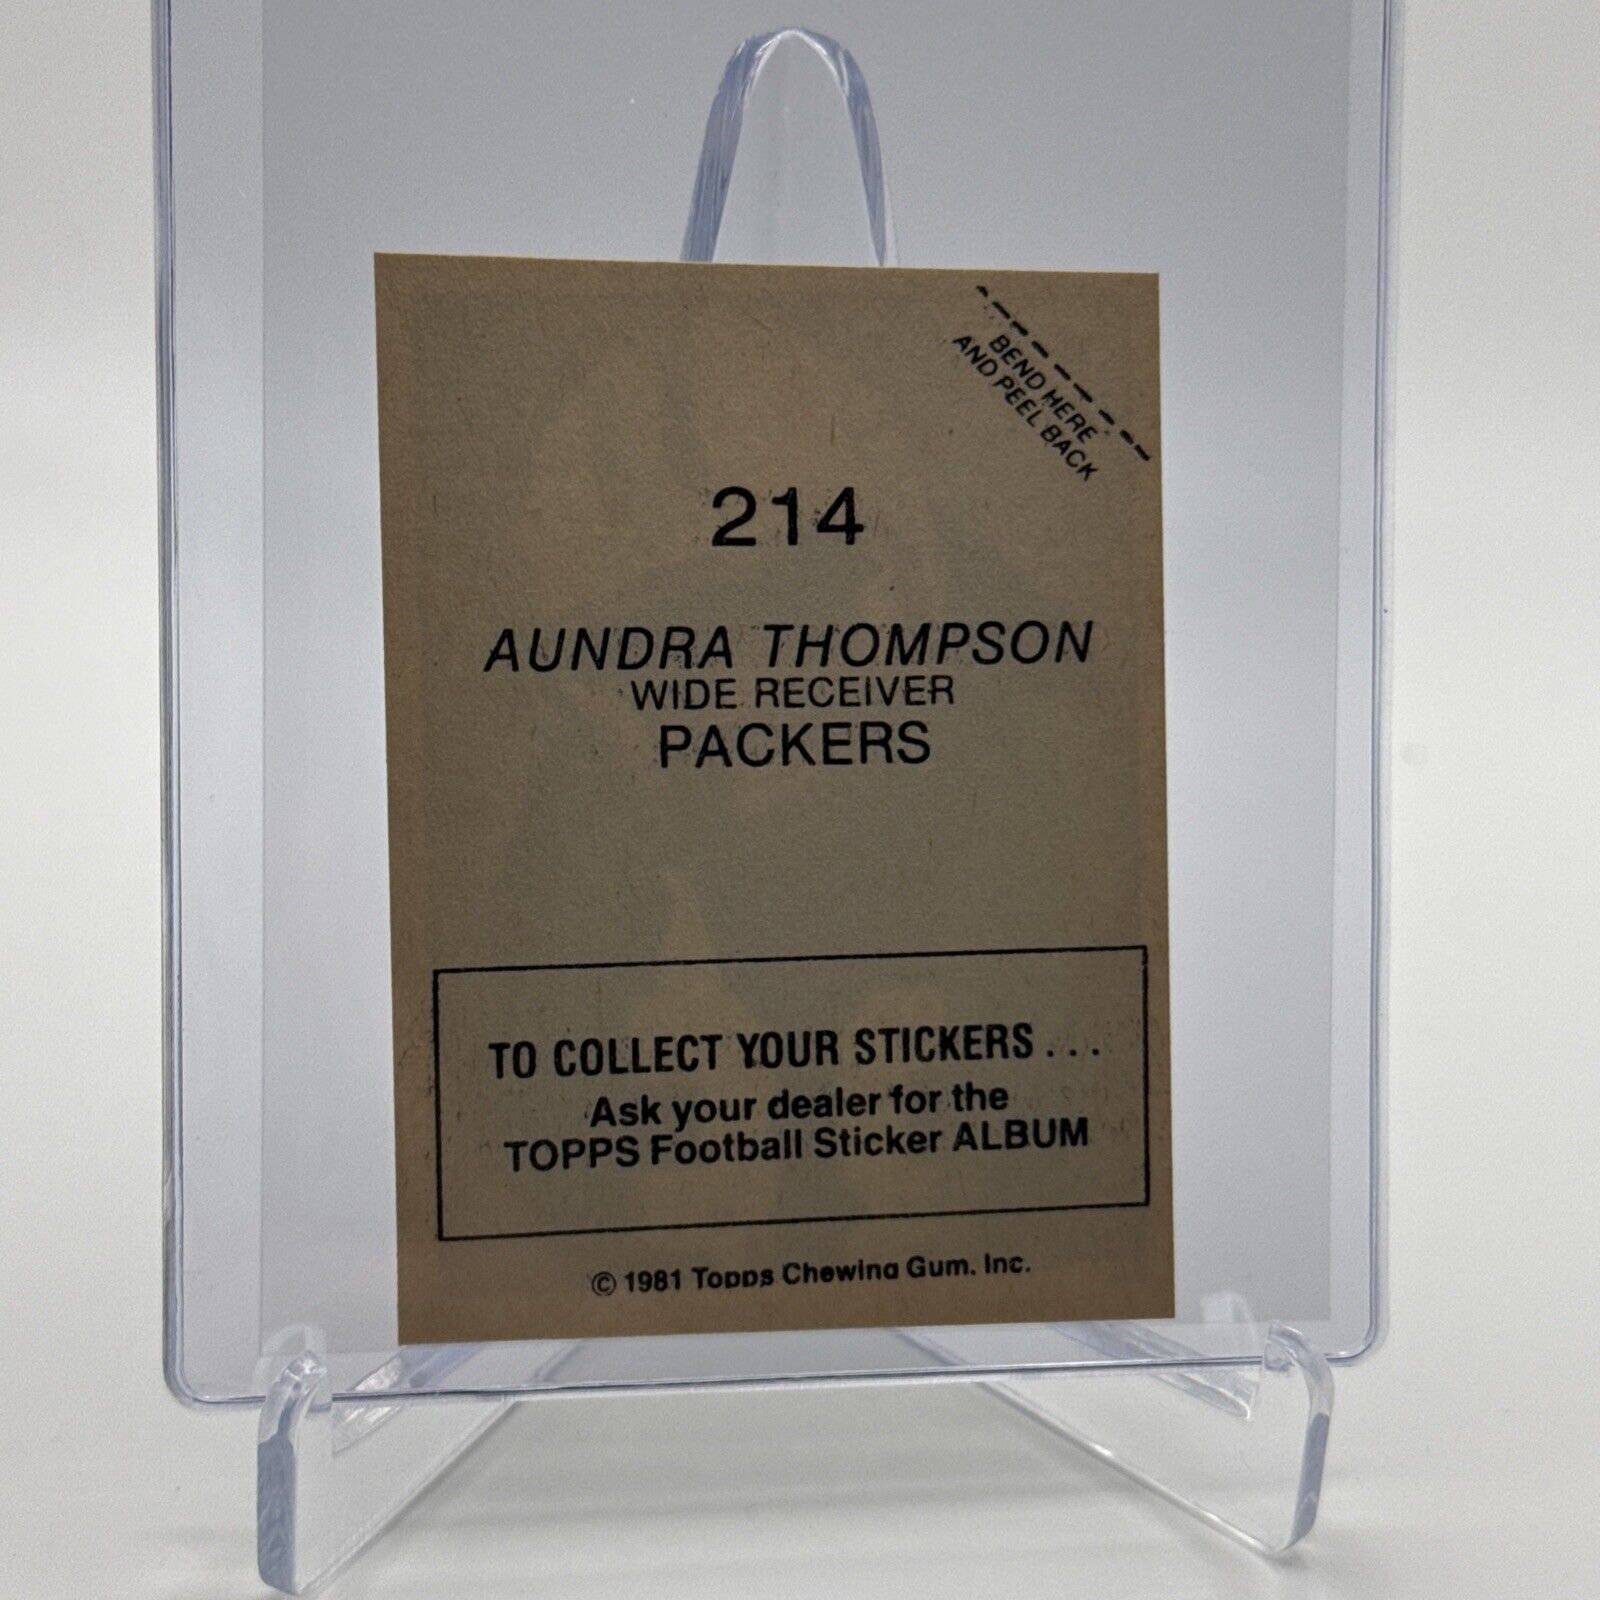 BEND HERE
AND PEEL BACK
214
AUNDRA THOMPSON
WIDE RECEIVER
PACKERS
TO COLLECT YOUR STICKERS . . .
Ask your dealer for the
TOPPS Football Sticker ALBUM
© 1981 Topps Chewing Gum, Inc.